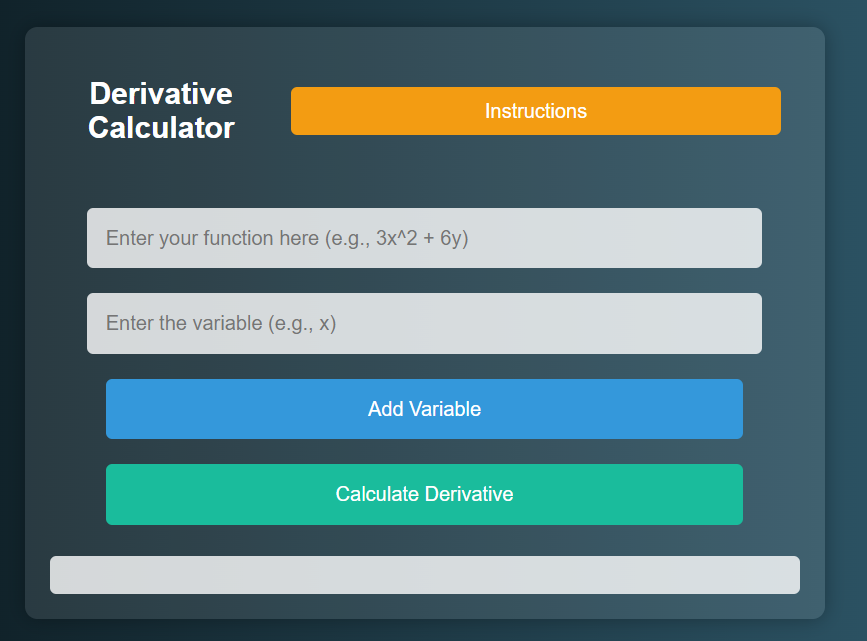 Derivative
Calculator
Instructions
Enter your function here (e.g., 3x^2 + 6y)
Enter the variable (e.g., x)
Add Variable
Calculate Derivative